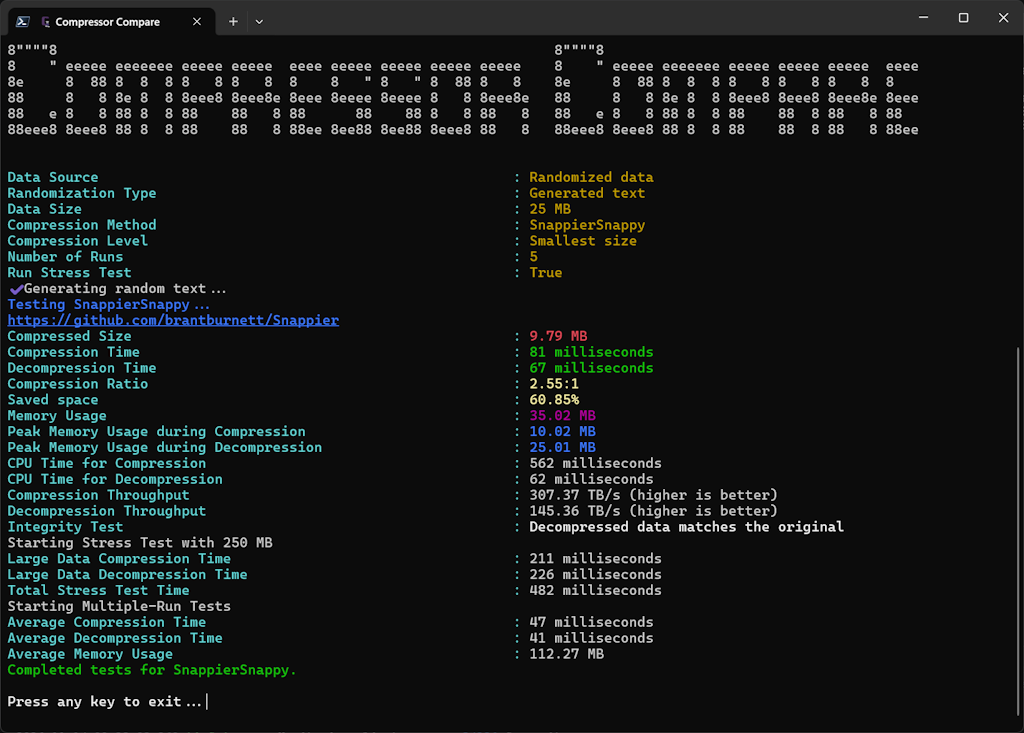 Compressor Compare
COMPRESSOR COMPARE
Data Source : Randomized data
Randomization Type : Generated text
Data Size : 25 MB
Compression Method : SnappierSnappy
Compression Level : Smallest size
Number of Runs : 5
Run Stress Test : True
✔Generating random text...
Testing SnappierSnappy...
https://github.com/brantburnett/Snappier
Compressed Size : 9.79 MB
Compression Time : 81 milliseconds
Decompression Time : 67 milliseconds
Compression Ratio : 2.55:1
Saved space : 60.85%
Memory Usage : 35.02 MB
Peak Memory Usage during Compression : 10.02 MB
Peak Memory Usage during Decompression : 25.01 MB
CPU Time for Compression : 562 milliseconds
CPU Time for Decompression : 62 milliseconds
Compression Throughput : 307.37 TB/s (higher is better)
Decompression Throughput : 145.36 TB/s (higher is better)
Integrity Test : Decompressed data matches the original
Starting Stress Test with 250 MB
Large Data Compression Time : 211 milliseconds
Large Data Decompression Time : 226 milliseconds
Total Stress Test Time : 482 milliseconds
Starting Multiple-Run Tests
Average Compression Time : 47 milliseconds
Average Decompression Time : 41 milliseconds
Average Memory Usage : 112.27 MB
Completed tests for SnappierSnappy.
Press any key to exit...